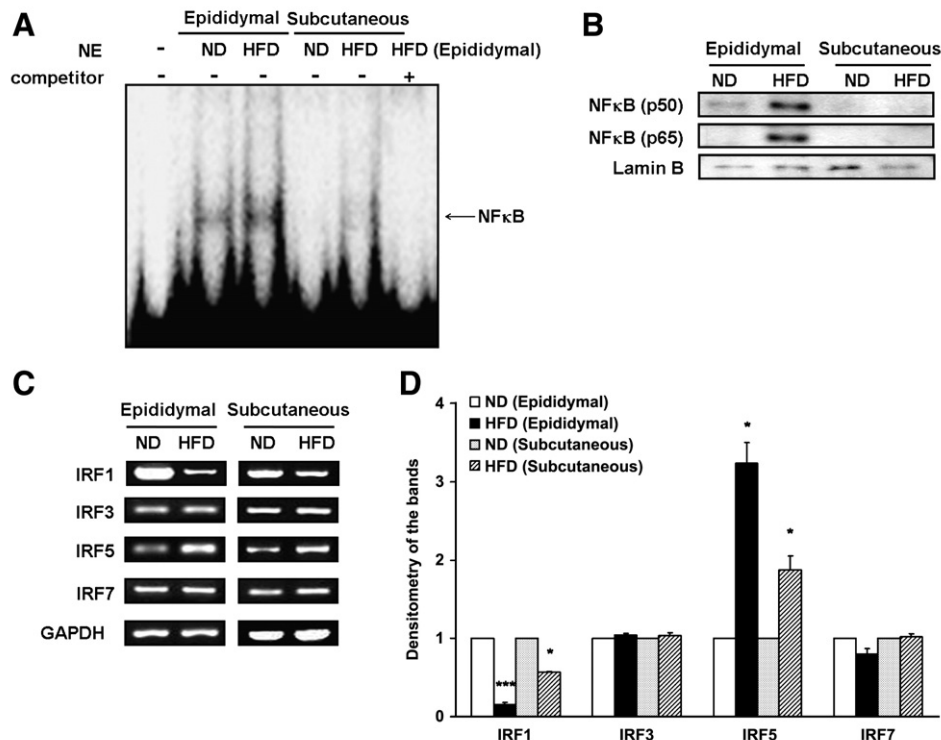 A
Epididymal Subcutaneous
NE - ND HFD ND HFD HFD (Epididymal)
competitor - - - - - +
NFκB
B
Epididymal Subcutaneous
ND HFD ND HFD
NFκB (p50)
NFκB (p65)
Lamin B
C
Epididymal Subcutaneous
ND HFD ND HFD
IRF1
IRF3
IRF5
IRF7
GAPDH
D
ND (Epididymal)
HFD (Epididymal)
ND (Subcutaneous)
HFD (Subcutaneous)
Densitometry of the bands
4
3
2
1
0
***
*
*
*
IRF1 IRF3 IRF5 IRF7